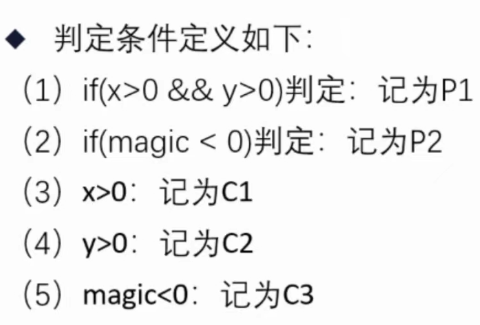 ◆ 判定条件定义如下：
（1）if(x>0 && y>0)判定：记为P1
（2）if(magic < 0)判定：记为P2
（3）x>0：记为C1
（4）y>0：记为C2
（5）magic<0：记为C3